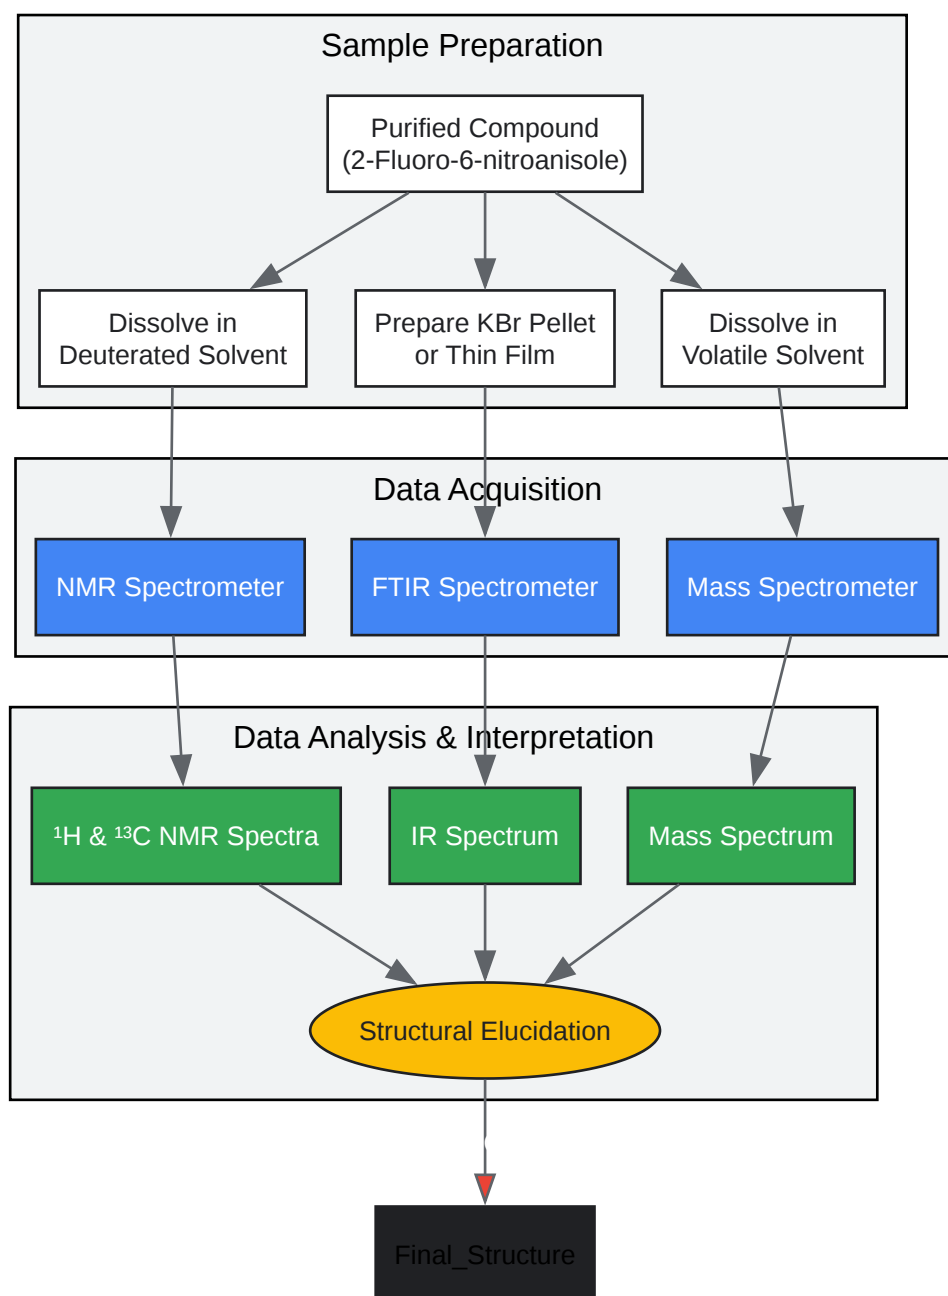 Sample Preparation
Purified Compound
(2-Fluoro-6-nitroanisole)
Dissolve in
Deuterated Solvent
Prepare KBr Pellet
or Thin Film
Dissolve in
Volatile Solvent
Data Acquisition
NMR Spectrometer
FTIR Spectrometer
Mass Spectrometer
Data Analysis & Interpretation
¹H & ¹³C NMR Spectra
IR Spectrum
Mass Spectrum
Structural Elucidation
Final_Structure